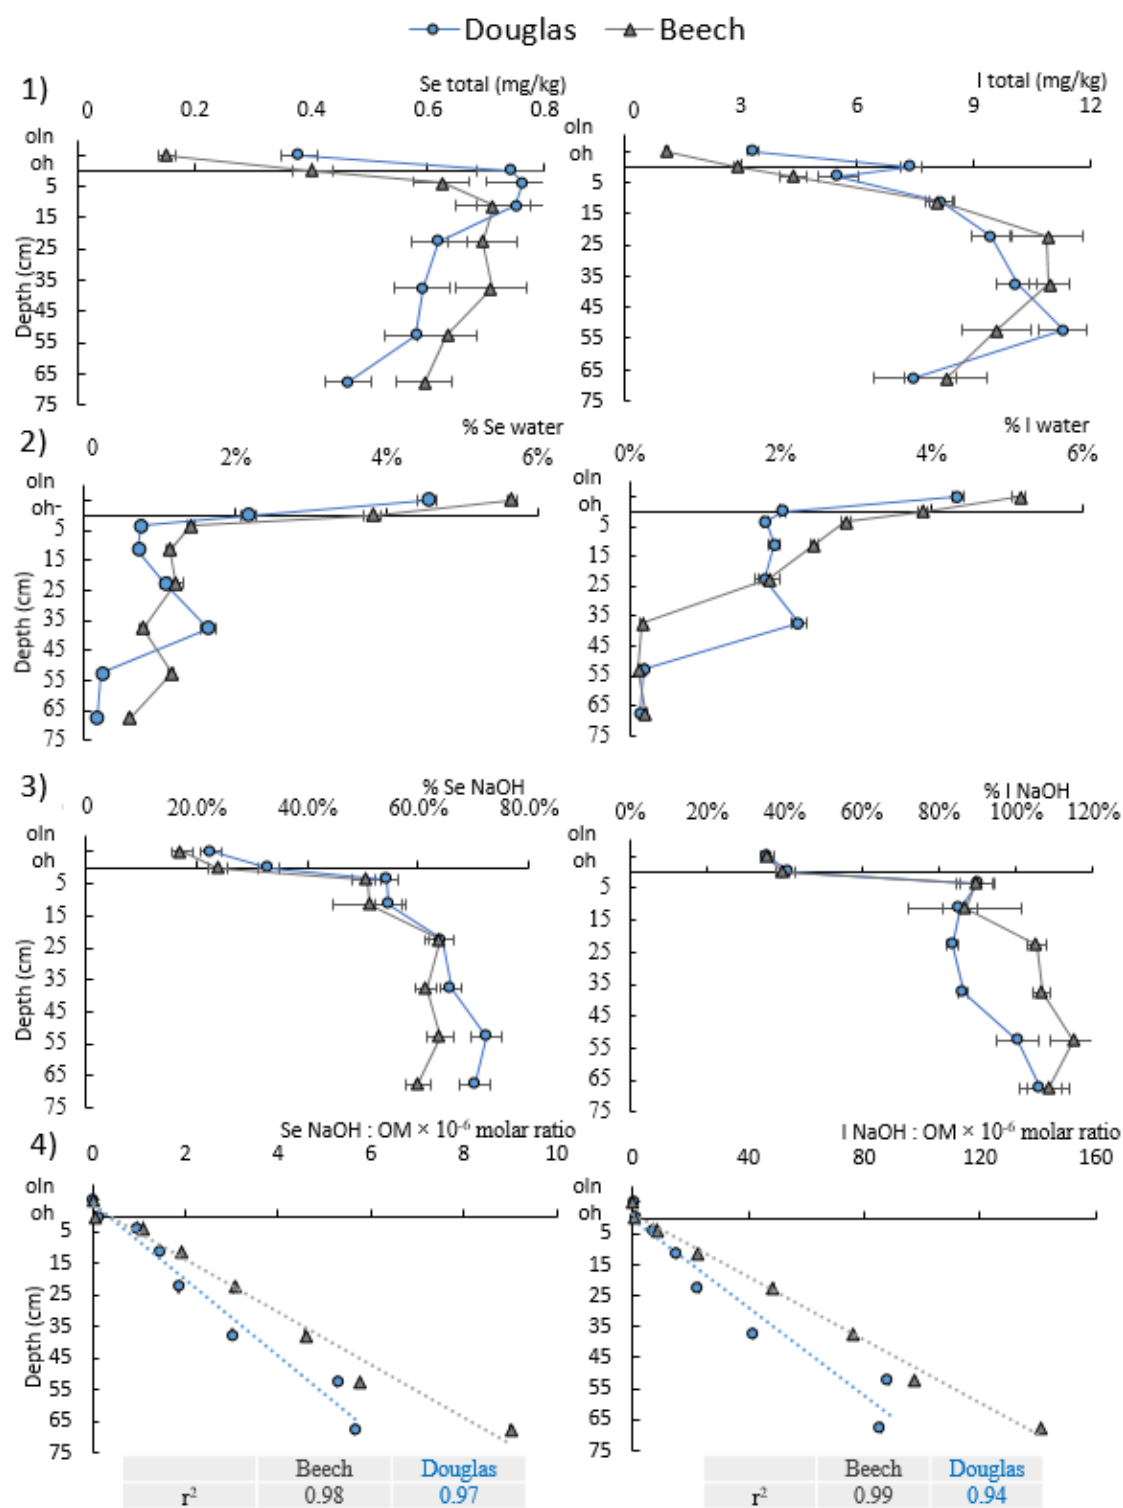 Douglas Beech
1)
Se total (mg/kg)
0 0.2 0.4 0.6 0.8
oln
oh
5
15
25
35
45
55
65
75
Depth (cm)
I total (mg/kg)
0 3 6 9 12
oln
oh
5
15
25
35
45
55
65
75
2)
% Se water
0 2% 4% 6%
oln
oh
5
15
25
35
45
55
65
75
Depth (cm)
% I water
0% 2% 4% 6%
oln
oh
5
15
25
35
45
55
65
75
3)
% Se NaOH
0 20.0% 40.0% 60.0% 80.0%
oln
oh
5
15
25
35
45
55
65
75
Depth (cm)
% I NaOH
0% 20% 40% 60% 80% 100% 120%
oln
oh
5
15
25
35
45
55
65
75
4)
Se NaOH : OM × 10⁻⁶ molar ratio
0 2 4 6 8 10
oln
oh
5
15
25
35
45
55
65
75
Depth (cm)
I NaOH : OM × 10⁻⁶ molar ratio
0 40 80 120 160
oln
oh
5
15
25
35
45
55
65
75
Beech Douglas
r² 0.98 0.97
Beech Douglas
r² 0.99 0.94